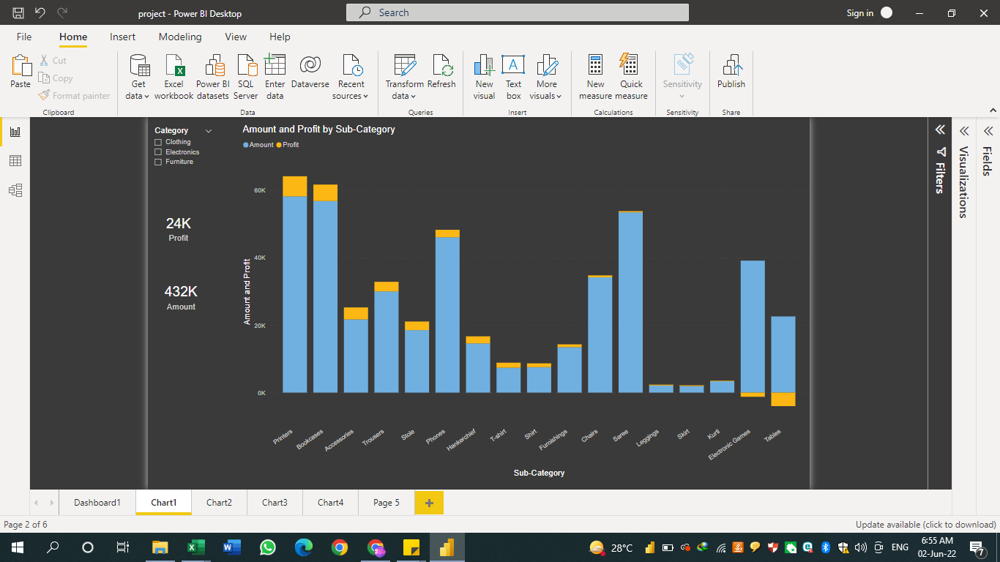 project - Power BI Desktop
Search
Sign in
File Home Insert Modeling View Help
Paste
Cut
Copy
Format painter
Clipboard
Get data
Excel workbook
Power BI datasets
SQL Server
Enter data
Dataverse
Recent sources
Data
Transform data
Refresh
Queries
New visual
Text box
More visuals
Insert
New measure
Quick measure
Calculations
Sensitivity
Sensitivity
Publish
Share
Category
Clothing
Electronics
Furniture
24K
Profit
432K
Amount
Amount and Profit by Sub-Category
Amount Profit
Amount and Profit
60K
40K
20K
0K
Printers
Bookcases
Accessories
Trousers
Stole
Phones
Hankerchief
T-shirt
Shirt
Furnishings
Chairs
Saree
Leggings
Skirt
Kurti
Electronic Games
Tables
Sub-Category
Filters
Visualizations
Fields
Dashboard1 Chart1 Chart2 Chart3 Chart4 Page 5
Page 2 of 6
Update available (click to download)
28°C
ENG
6:55 AM
02-Jun-22
7